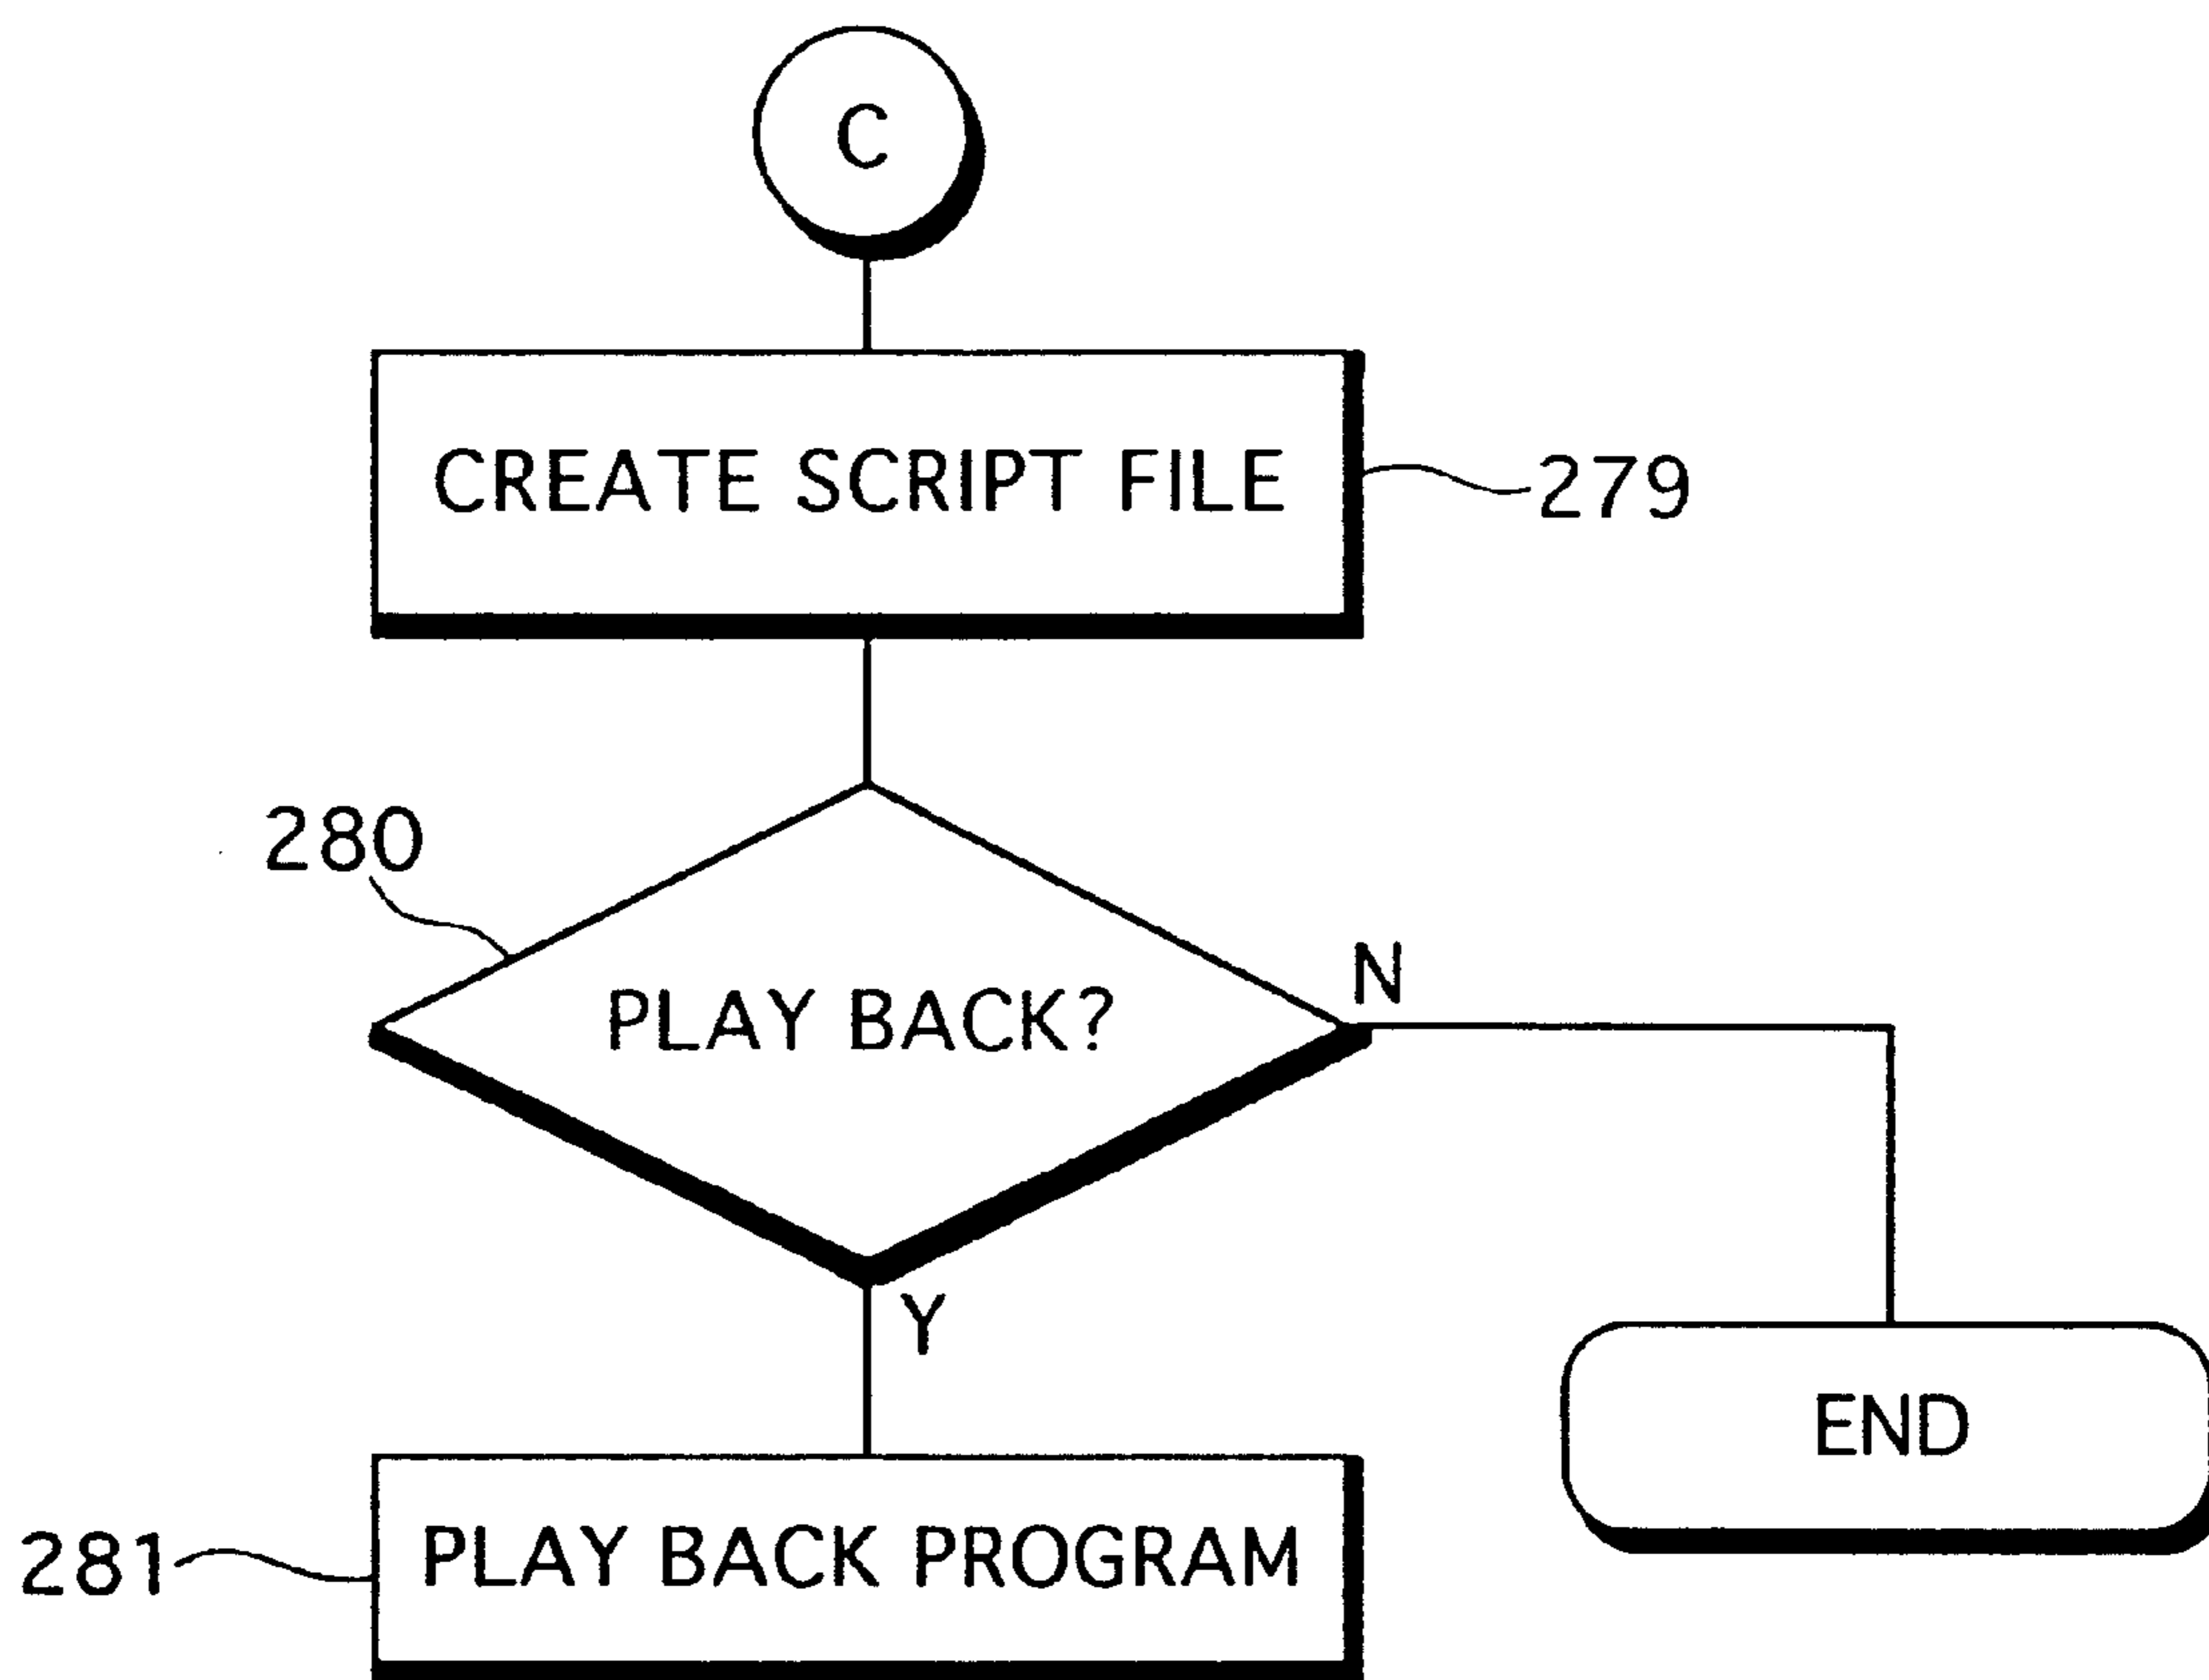 C
CREATE SCRIPT FILE
279
280
PLAY BACK?
N
Y
END
281
PLAY BACK PROGRAM